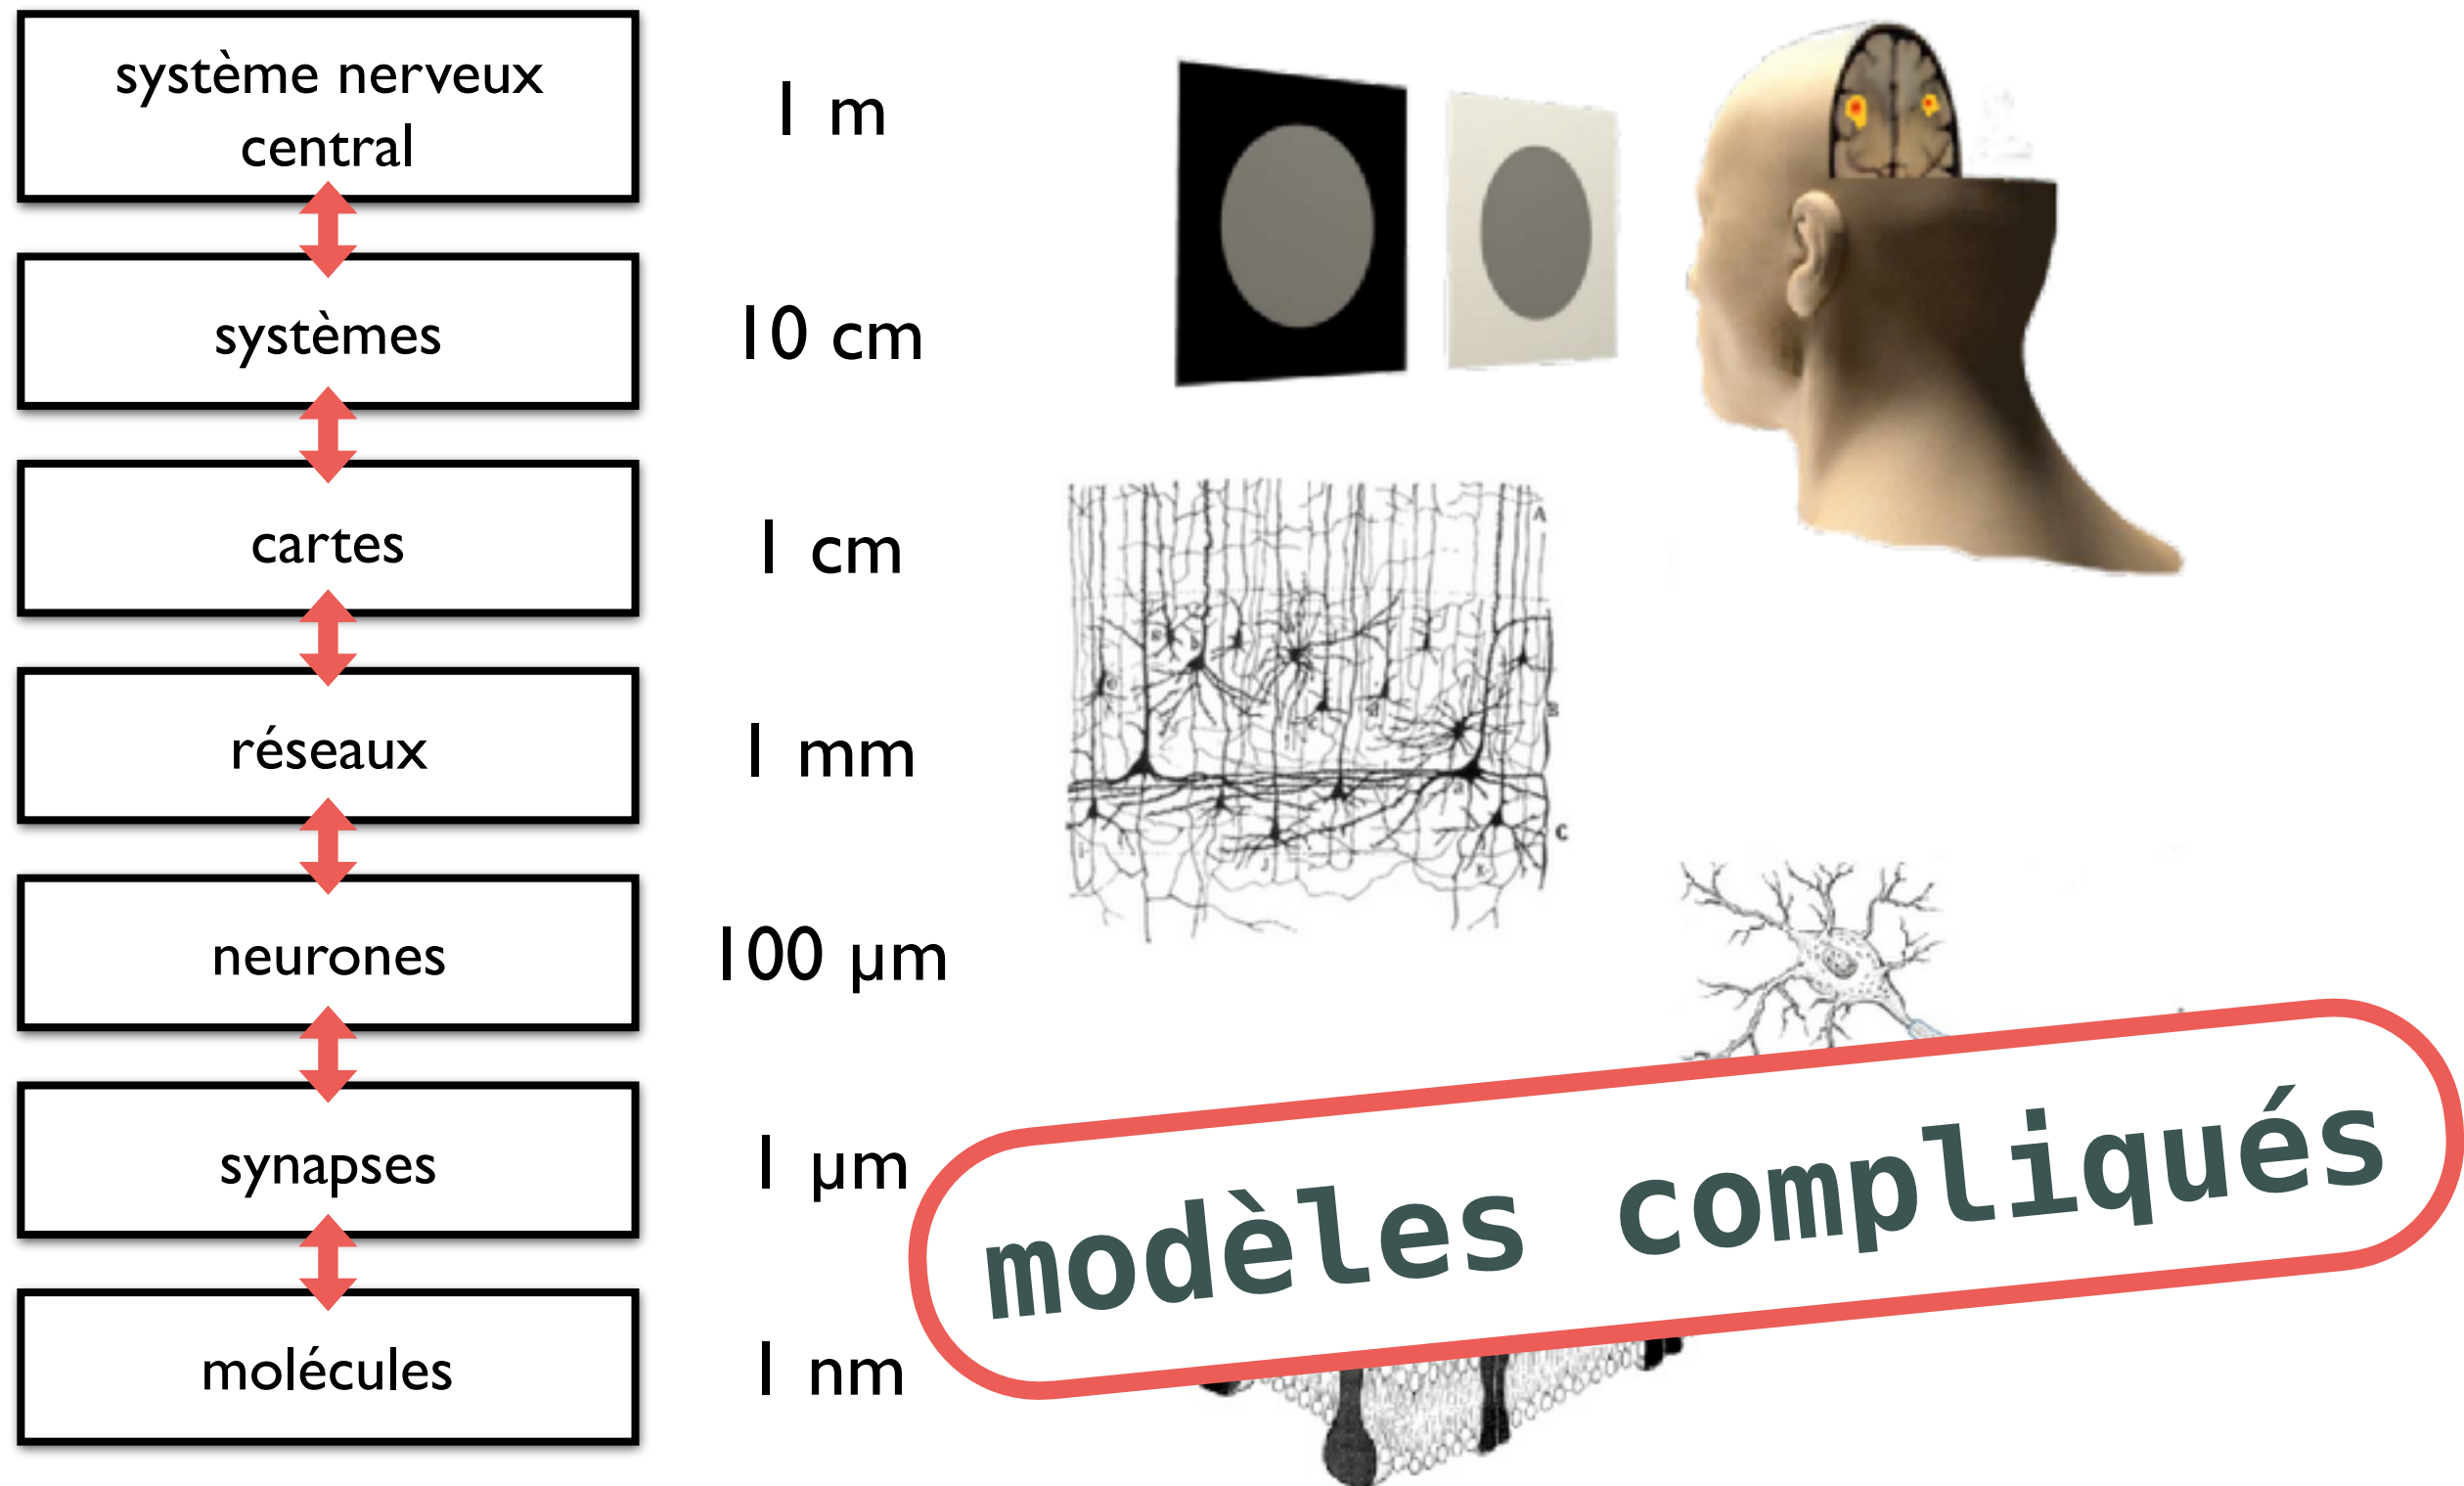 système nerveux
central
1 m
systèmes
10 cm
cartes
1 cm
réseaux
1 mm
neurones
100 µm
synapses
1 µm
molécules
1 nm
A
B
C
modèles compliqués